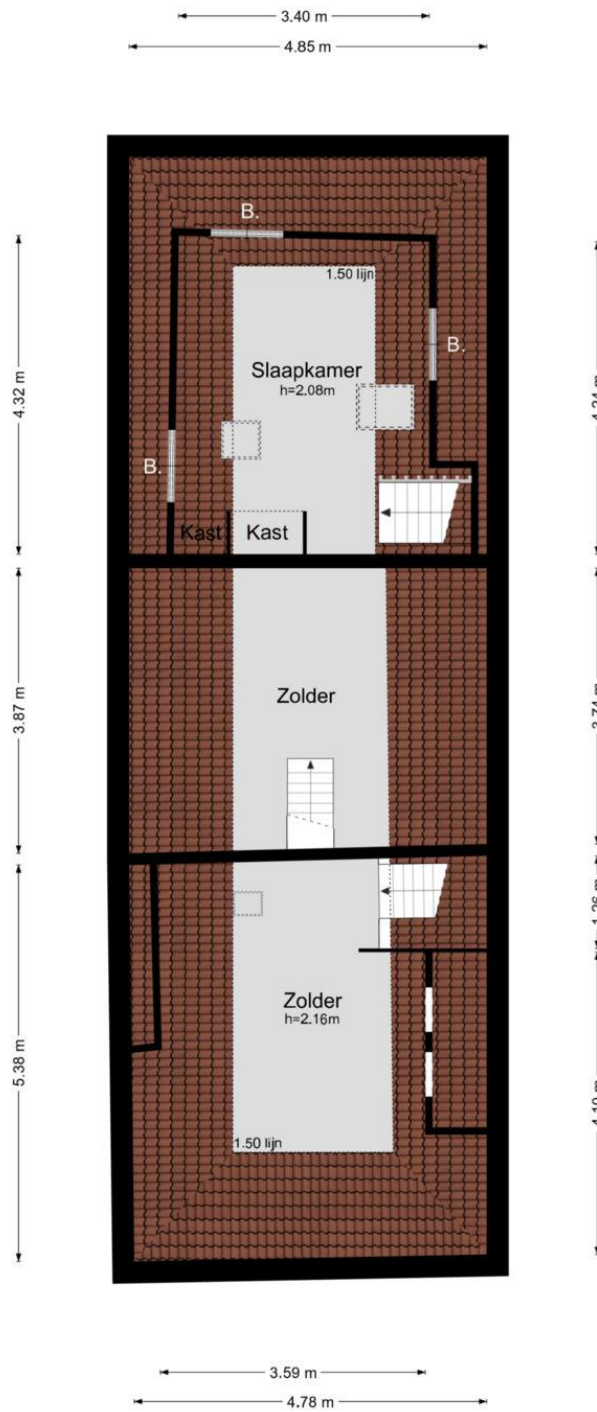 3.40 m
4.85 m
B.
1.50 lijn
Slaapkamer
h=2.08m
B.
B.
4.32 m
Kast
Kast
Zolder
3.87 m
Zolder
h=2.16m
5.38 m
1.50 lijn
3.59 m
4.78 m